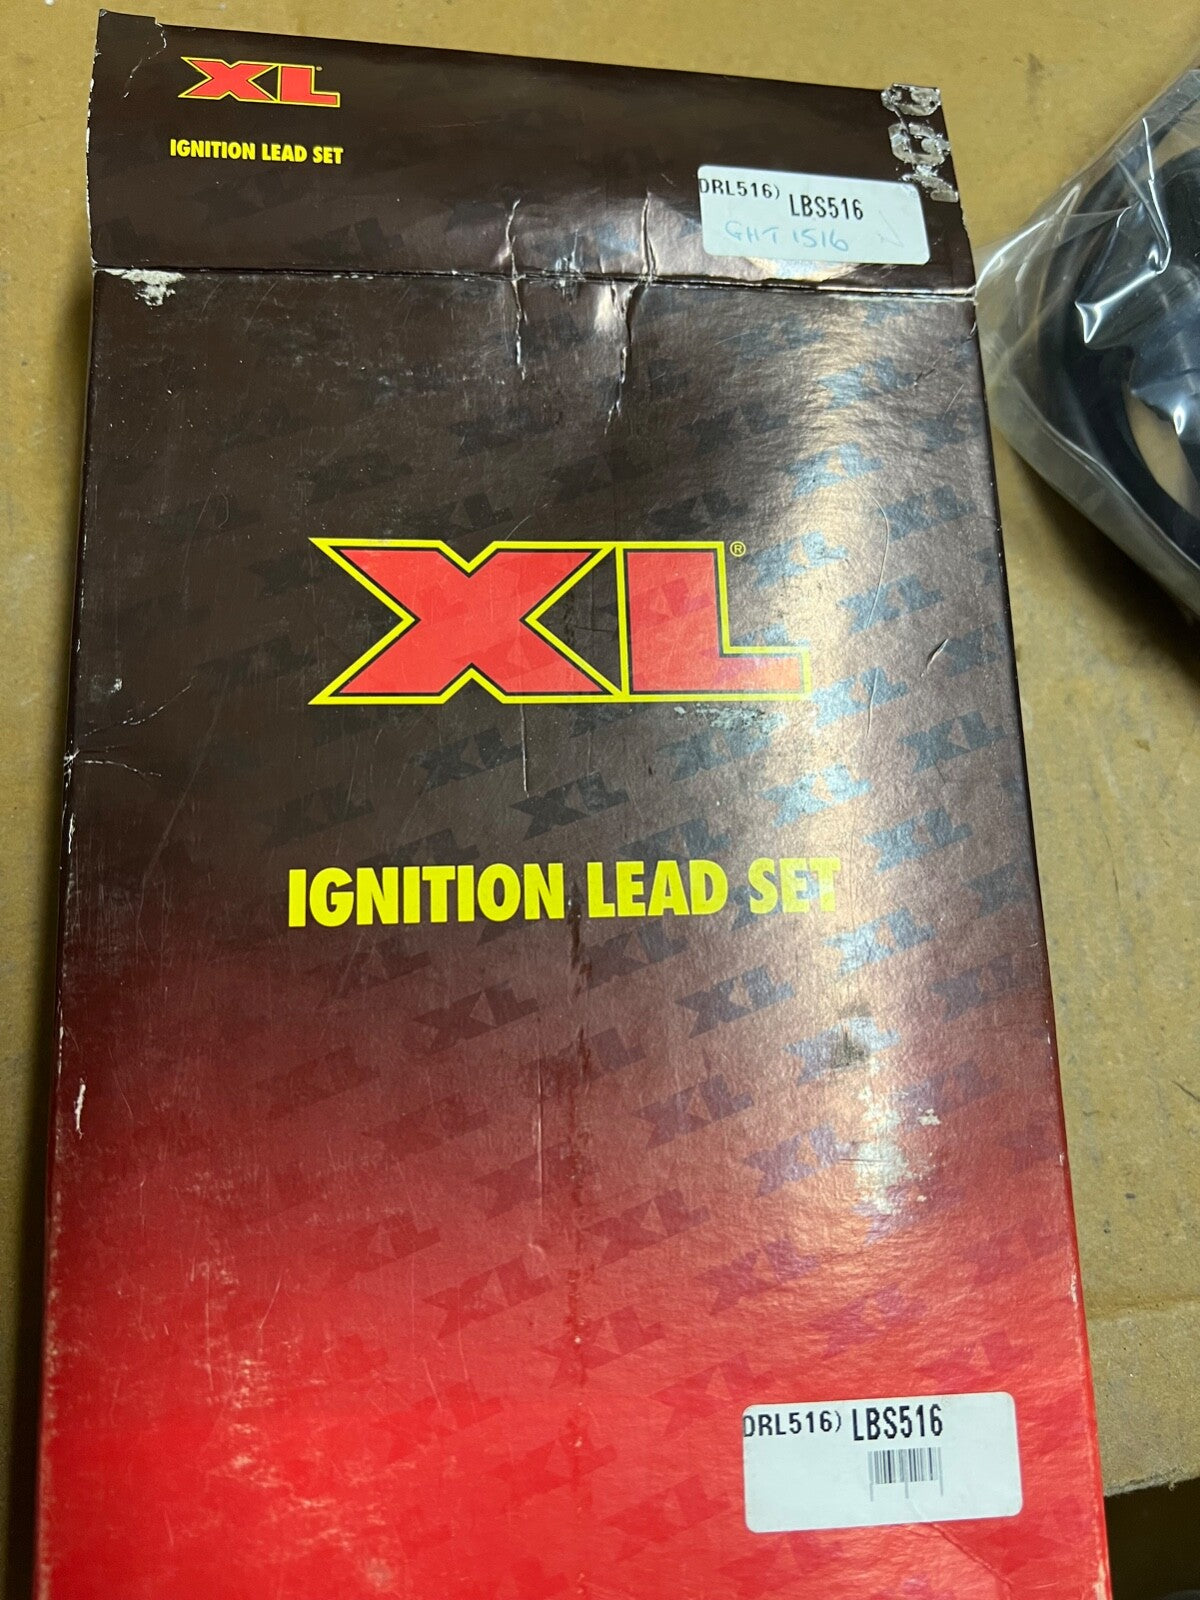 XL
IGNITION LEAD SET
DRL516) LBS516
GHT 1516
XL®
IGNITION LEAD SET
DRL516) LBS516